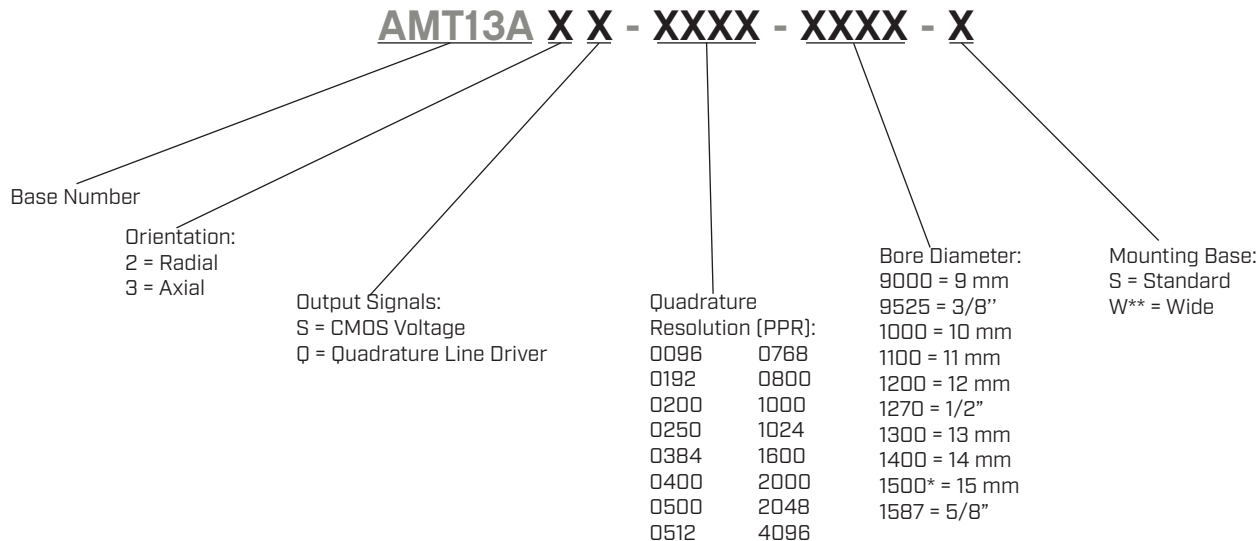 AMT13A X X - XXXX - XXXX - X
Base Number
Orientation:
2 = Radial
3 = Axial
Output Signals:
S = CMOS Voltage
Q = Quadrature Line Driver
Quadrature
Resolution (PPR):
0096 0768
0192 0800
0200 1000
0250 1024
0384 1600
0400 2000
0500 2048
0512 4096
Bore Diameter:
9000 = 9 mm
9525 = 3/8’’
1000 = 10 mm
1100 = 11 mm
1200 = 12 mm
1270 = 1/2”
1300 = 13 mm
1400 = 14 mm
1500* = 15 mm
1587 = 5/8”
Mounting Base:
S = Standard
W** = Wide